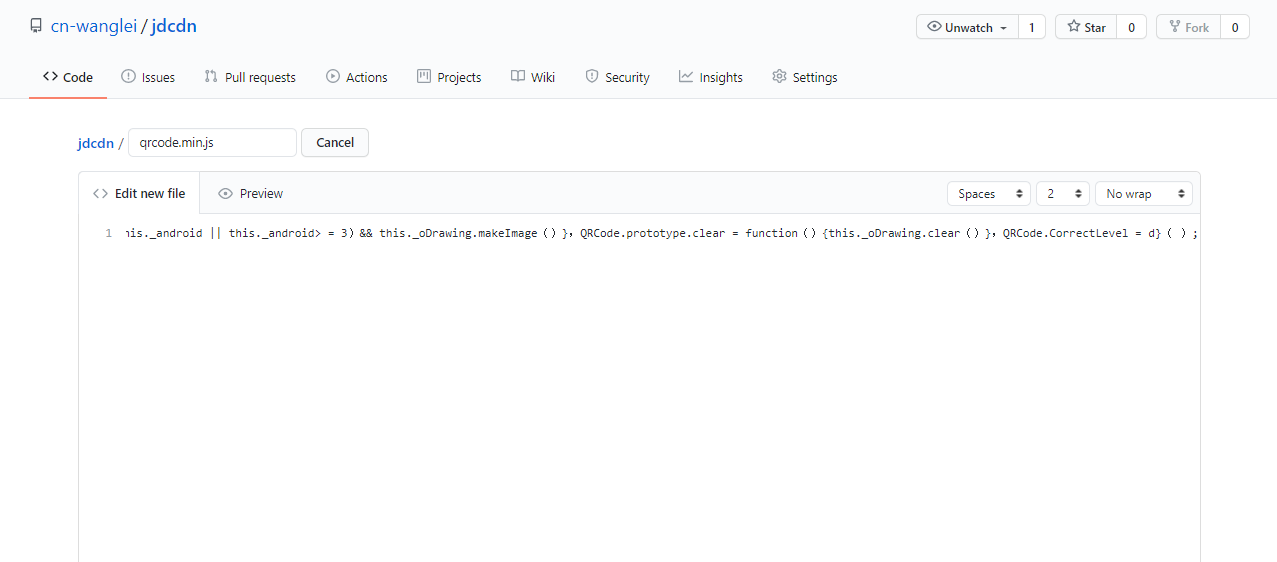 cn-wanglei / jdcdn
Unwatch 1 Star 0 Fork 0
Code Issues Pull requests Actions Projects Wiki Security Insights Settings
jdcdn / qrcode.min.js Cancel
Edit new file Preview Spaces 2 No wrap
1 his._android || this._android> = 3) && this._oDrawing.makeImage () }, QRCode.prototype.clear = function () {this._oDrawing.clear () }, QRCode.CorrectLevel = d} ( ) ;